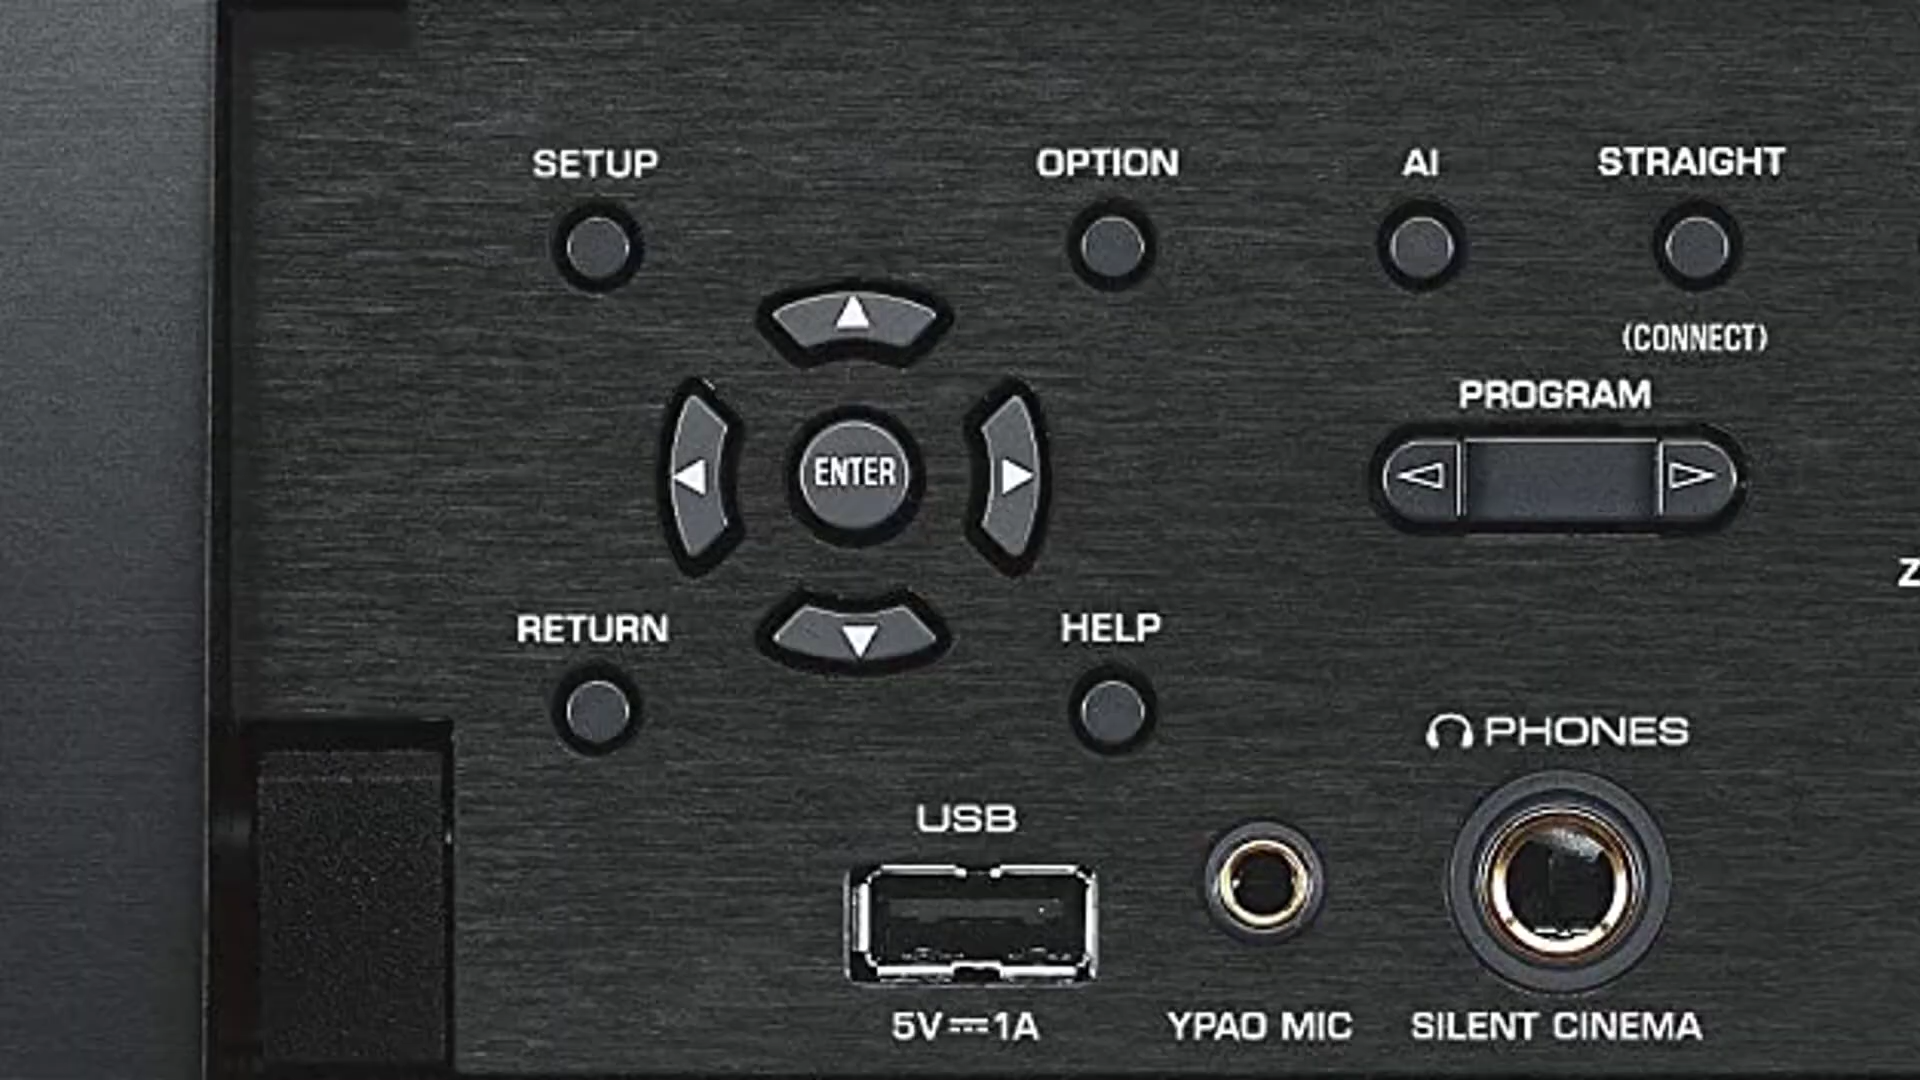 SETUP
OPTION
AI
STRAIGHT
(CONNECT)
PROGRAM
ENTER
RETURN
HELP
PHONES
USB
5V⎓1A
YPAO MIC
SILENT CINEMA